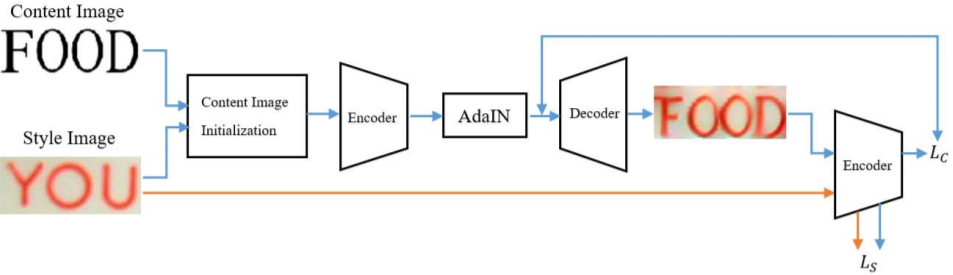 Content Image
FOOD
Style Image
YOU
Content Image
Initialization
Encoder
AdaIN
Decoder
FOOD
Encoder
L_C
L_S